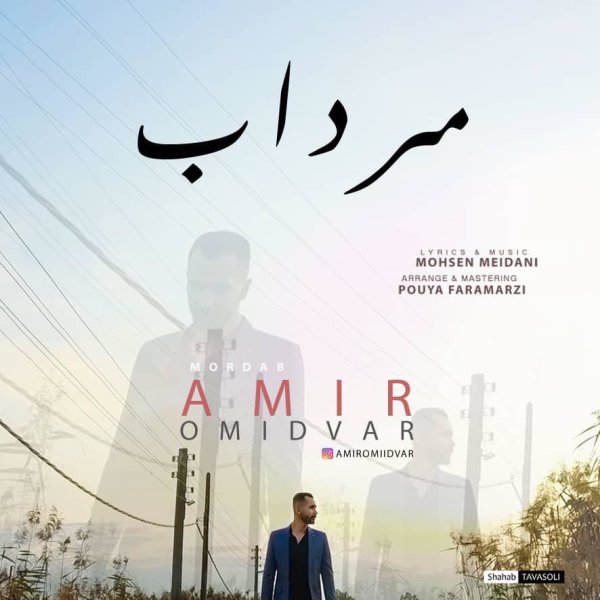 مرداب
LYRICS & MUSIC
MOHSEN MEIDANI
ARRANGE & MASTERING
POUYA FARAMARZI
MORDAB
AMIR
OMIDVAR
AMIROMIIDVAR
Shahab TAVASOLI